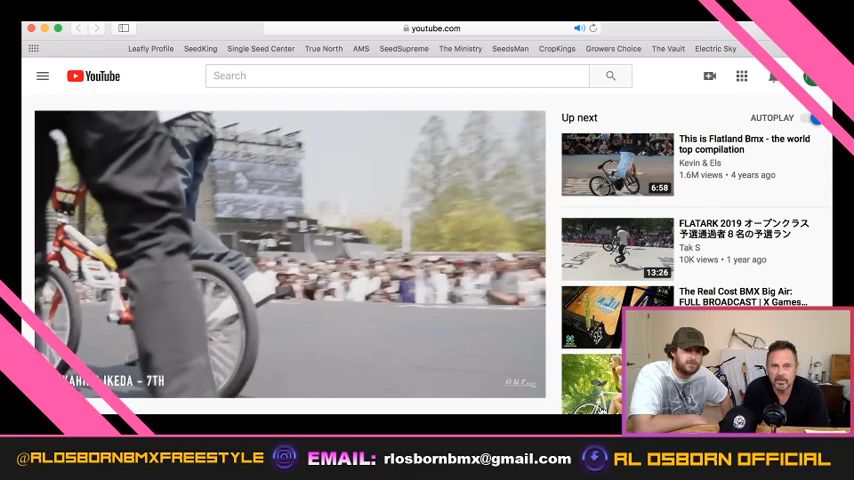 youtube.com
Leafly Profile SeedKing Single Seed Center True North AMS SeedSupreme The Ministry SeedsMan CropKings Growers Choice The Vault Electric Sky
YouTube
Search
Up next
AUTOPLAY
This is Flatland Bmx - the world
top compilation
Kevin & Els
1.6M views • 4 years ago
6:58
FLATARK 2019 オープンクラス
予選通過者８名の予選ラン
Tak S
10K views • 1 year ago
13:26
The Real Cost BMX Big Air:
FULL BROADCAST | X Games...
IKEDA - 7TH
@RLOSBORNBMXFREESTYLE
EMAIL: rlosbornbmx@gmail.com
RL OSBORN OFFICIAL